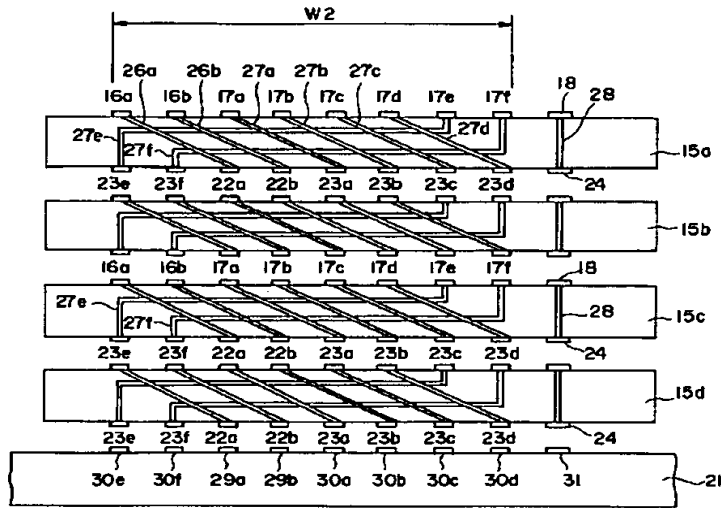 W2
26a 26b 27a 27b 27c
16a 16b 17a 17b 17c 17d 17e 17f 18 28
27e 27f 27d 15a
23e 23f 22a 22b 23a 23b 23c 23d 24
15b
16a 16b 17a 17b 17c 17d 17e 17f 18
27e 27f 28 15c
23e 23f 22a 22b 23a 23b 23c 23d 24
15d
23e 23f 22a 22b 23a 23b 23c 23d 24
30e 30f 29a 29b 30a 30b 30c 30d 31 21